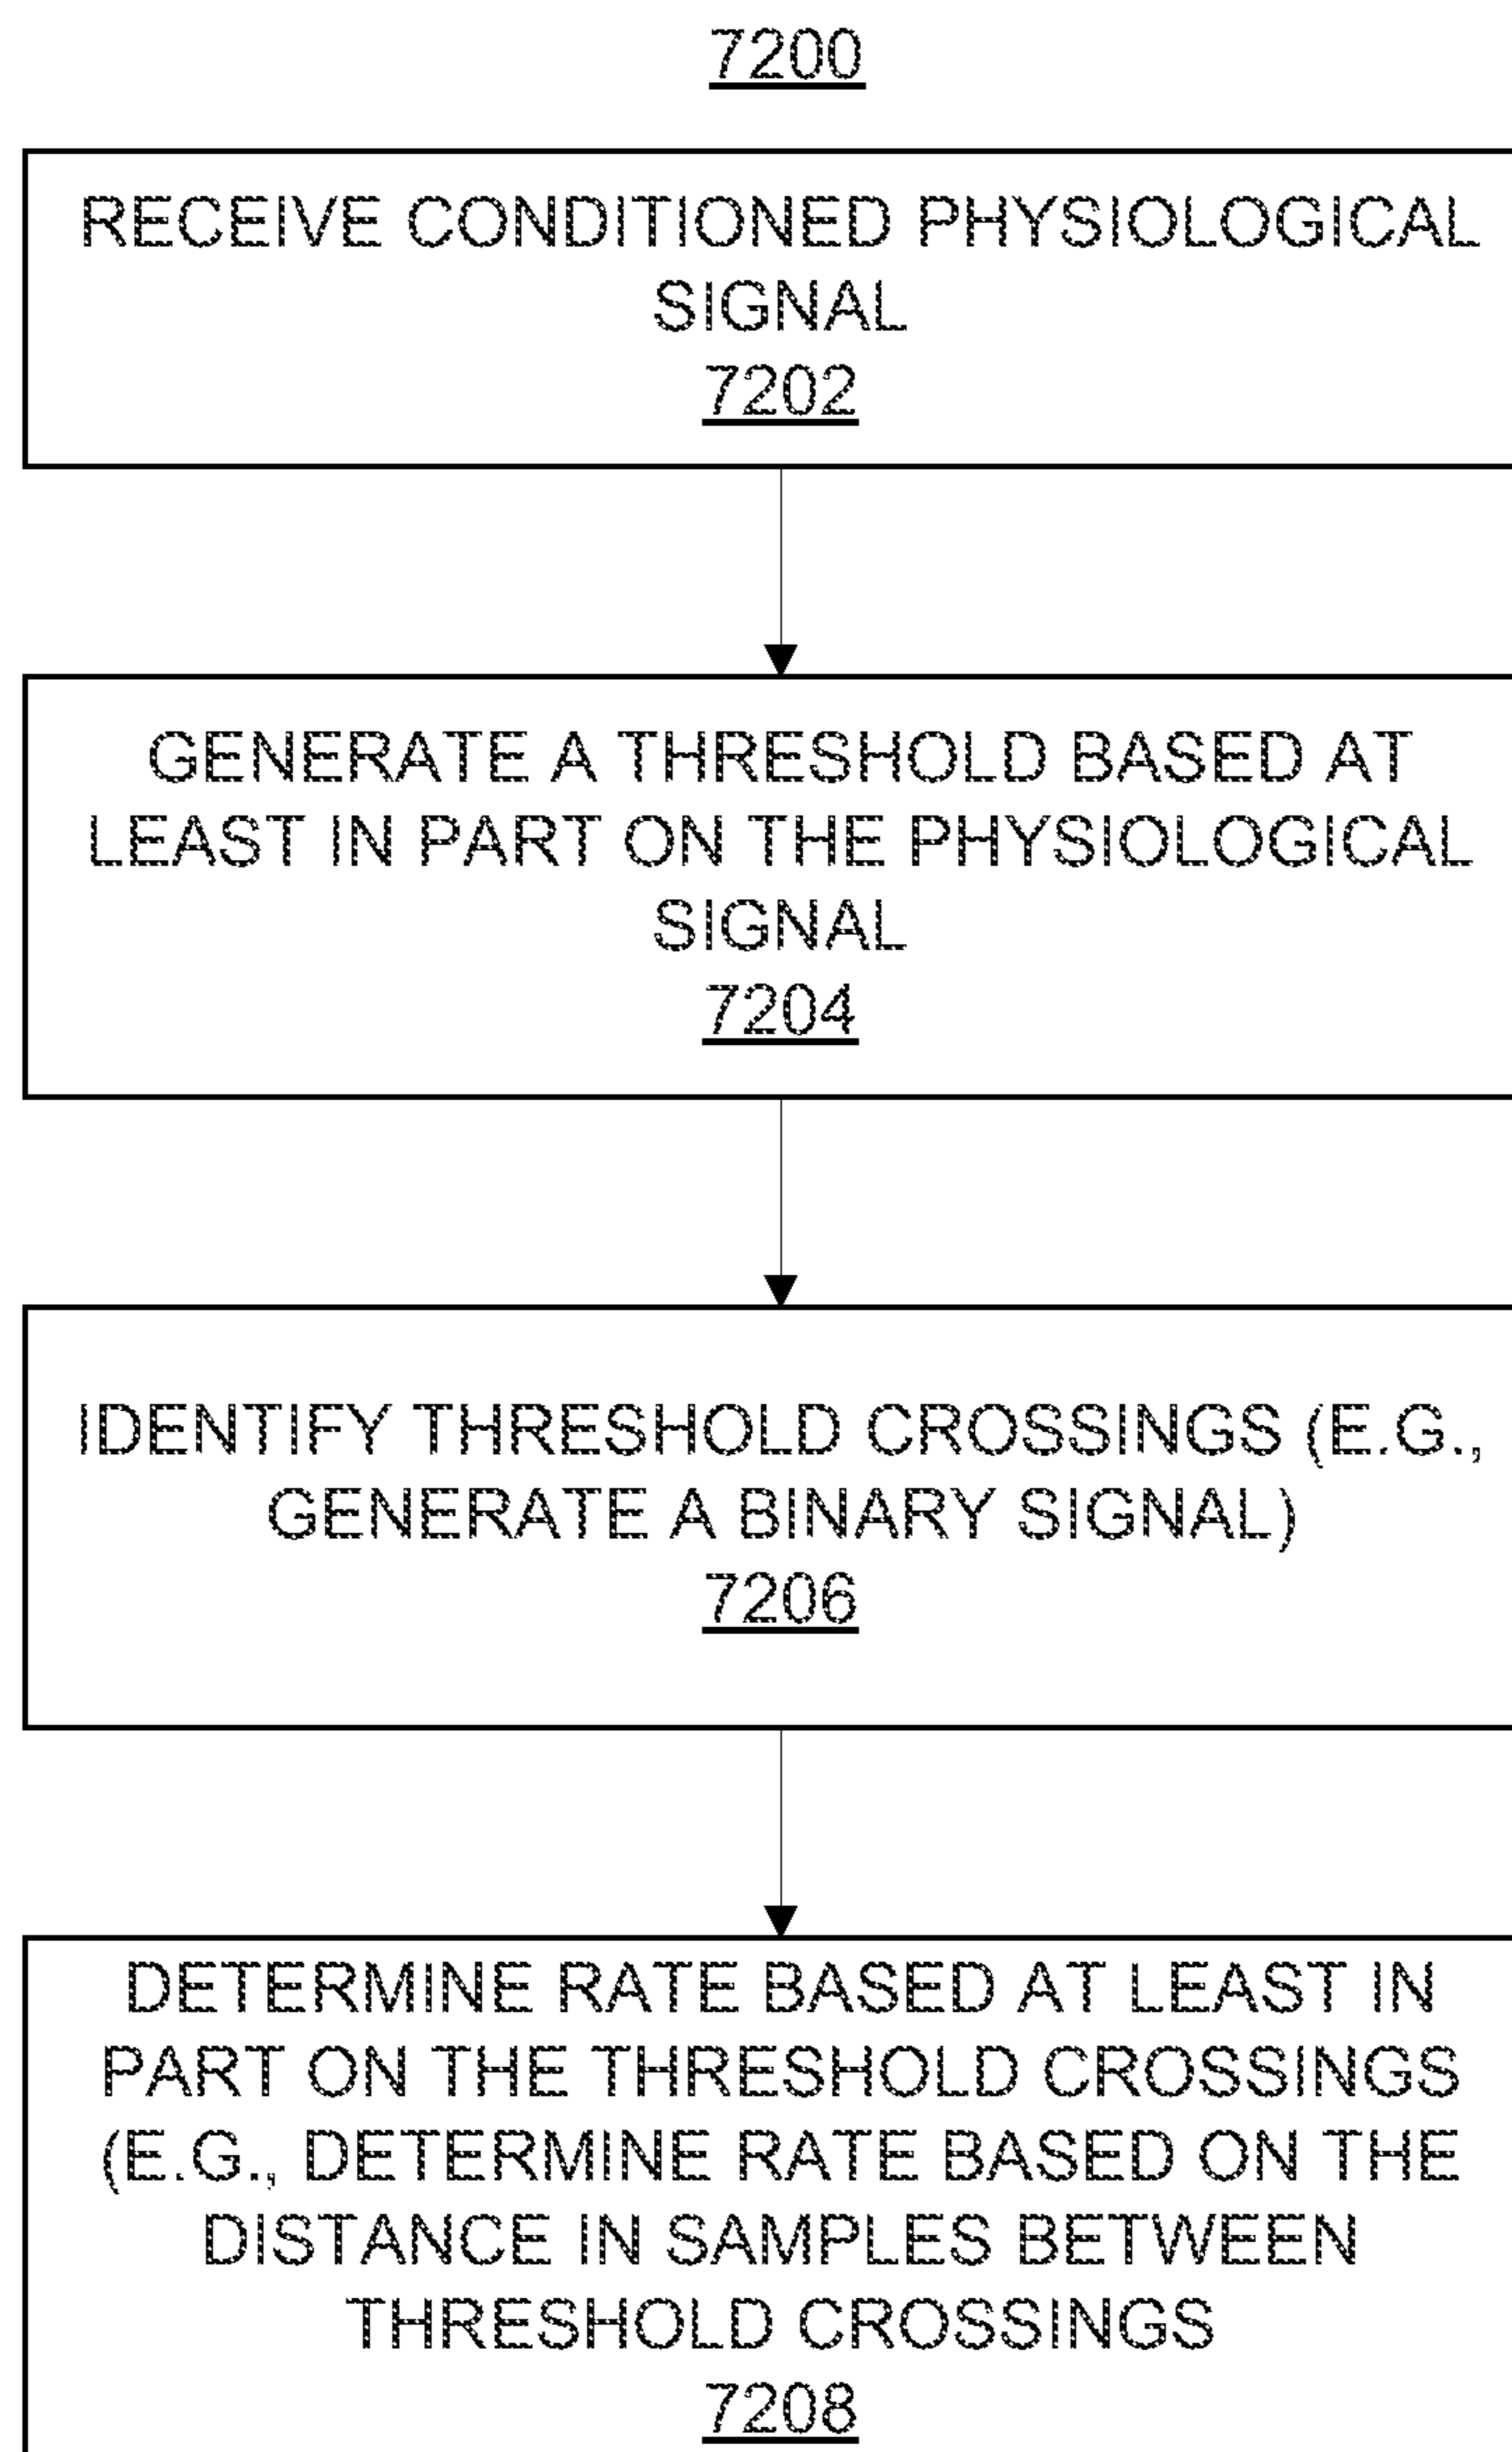 7200
RECEIVE CONDITIONED PHYSIOLOGICAL
SIGNAL
7202
GENERATE A THRESHOLD BASED AT
LEAST IN PART ON THE PHYSIOLOGICAL
SIGNAL
7204
IDENTIFY THRESHOLD CROSSINGS (E.G.,
GENERATE A BINARY SIGNAL)
7206
DETERMINE RATE BASED AT LEAST IN
PART ON THE THRESHOLD CROSSINGS
(E.G., DETERMINE RATE BASED ON THE
DISTANCE IN SAMPLES BETWEEN
THRESHOLD CROSSINGS
7208